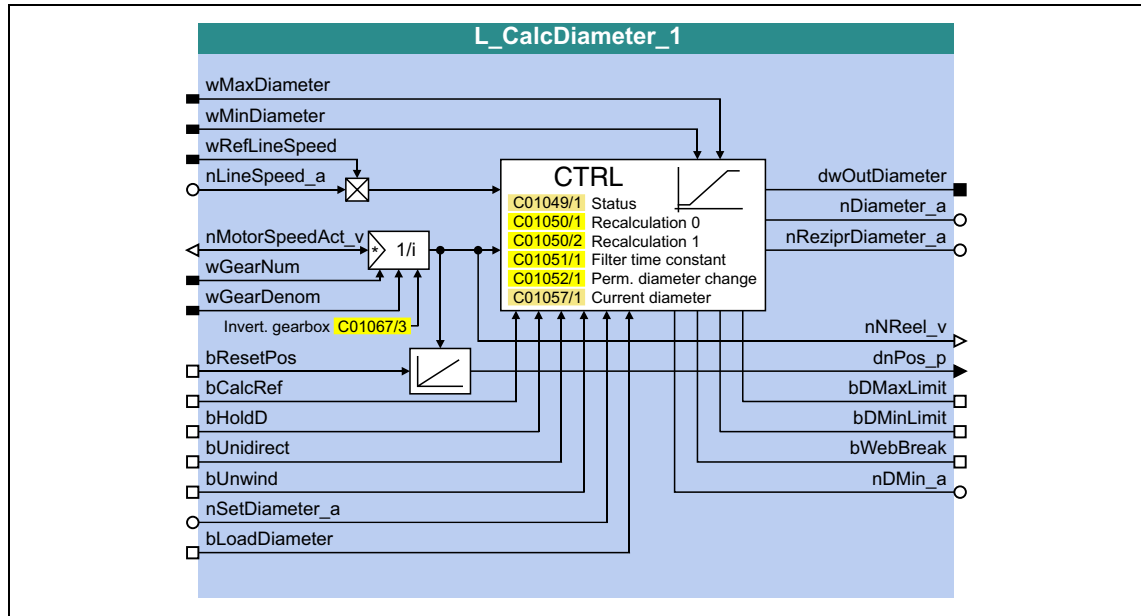 L_CalcDiameter_1
wMaxDiameter
wMinDiameter
wRefLineSpeed
nLineSpeed_a
nMotorSpeedAct_v
wGearNum
wGearDenom
Invert. gearbox C01067/3
bResetPos
bCalcRef
bHoldD
bUnidirect
bUnwind
nSetDiameter_a
bLoadDiameter
* 1/i
CTRL
C01049/1 Status
C01050/1 Recalculation 0
C01050/2 Recalculation 1
C01051/1 Filter time constant
C01052/1 Perm. diameter change
C01057/1 Current diameter
dwOutDiameter
nDiameter_a
nReziprDiameter_a
nNReel_v
dnPos_p
bDMaxLimit
bDMinLimit
bWebBreak
nDMin_a